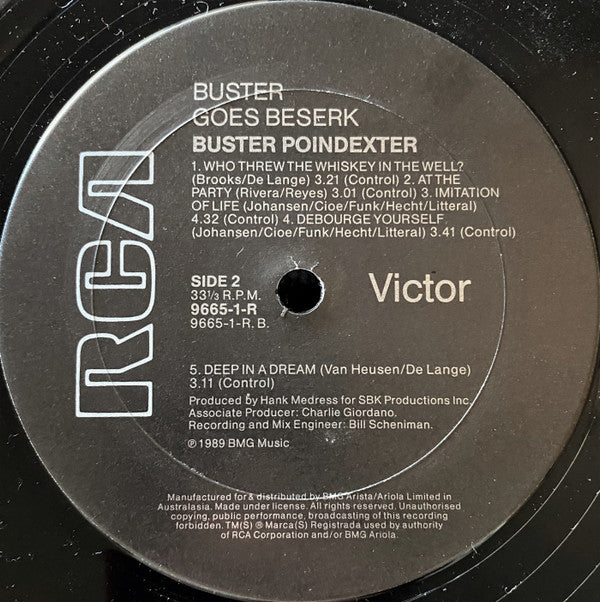 RCA
BUSTER
GOES BESERK
BUSTER POINDEXTER
1. WHO THREW THE WHISKEY IN THE WELL?
(Brooks/De Lange) 3.21 (Control) 2. AT THE
PARTY (Rivera/Reyes) 3.01 (Control) 3. IMITATION
OF LIFE (Johansen/Cioe/Funk/Hecht/Litteral)
4.32 (Control) 4. DEBOURGE YOURSELF
(Johansen/Cioe/Funk/Hecht/Litteral) 3.41 (Control)
SIDE 2
33⅓ R.P.M.
9665-1-R
9665-1-R. B.
Victor
5. DEEP IN A DREAM (Van Heusen/De Lange)
3.11 (Control)
Produced by Hank Medress for SBK Productions Inc.
Associate Producer: Charlie Giordano.
Recording and Mix Engineer: Bill Scheniman.
℗ 1989 BMG Music
Manufactured for & distributed by BMG Arista/Ariola Limited in
Australasia. Made under license. All rights reserved. Unauthorised
copying, public performance, broadcasting of this recording
forbidden. TM(S) ® Marca(S) Registrada used by authority
of RCA Corporation and/or BMG Ariola.